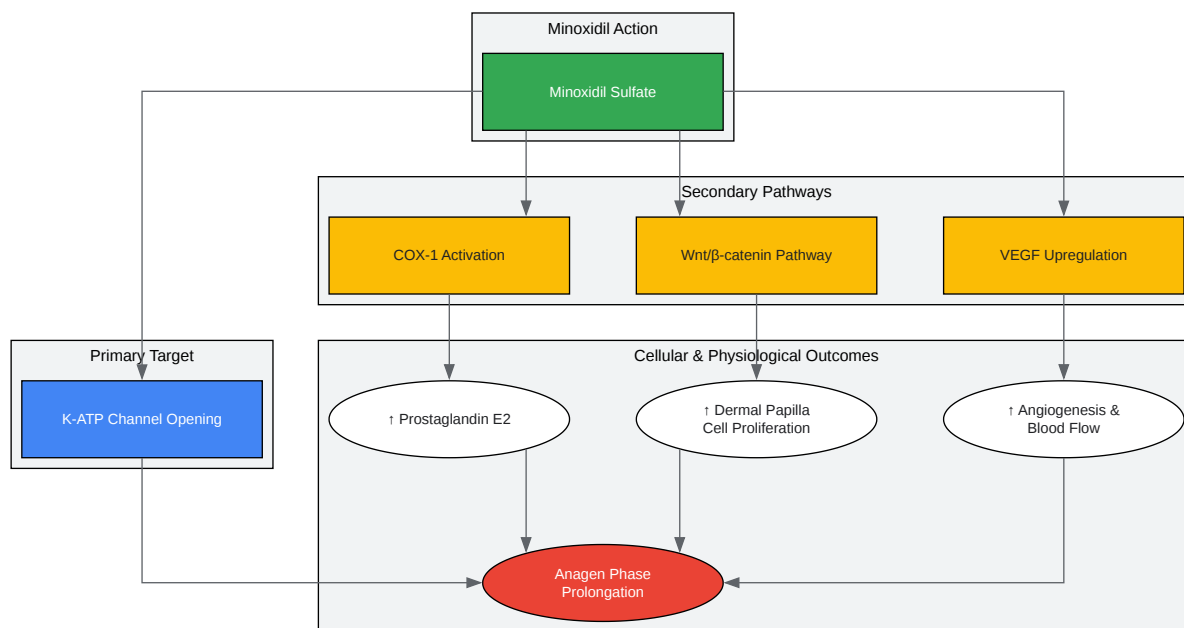 Minoxidil Action
Minoxidil Sulfate
Secondary Pathways
COX-1 Activation
Wnt/β-catenin Pathway
VEGF Upregulation
Primary Target
K-ATP Channel Opening
Cellular & Physiological Outcomes
↑ Prostaglandin E2
↑ Dermal Papilla
Cell Proliferation
↑ Angiogenesis &
Blood Flow
Anagen Phase
Prolongation